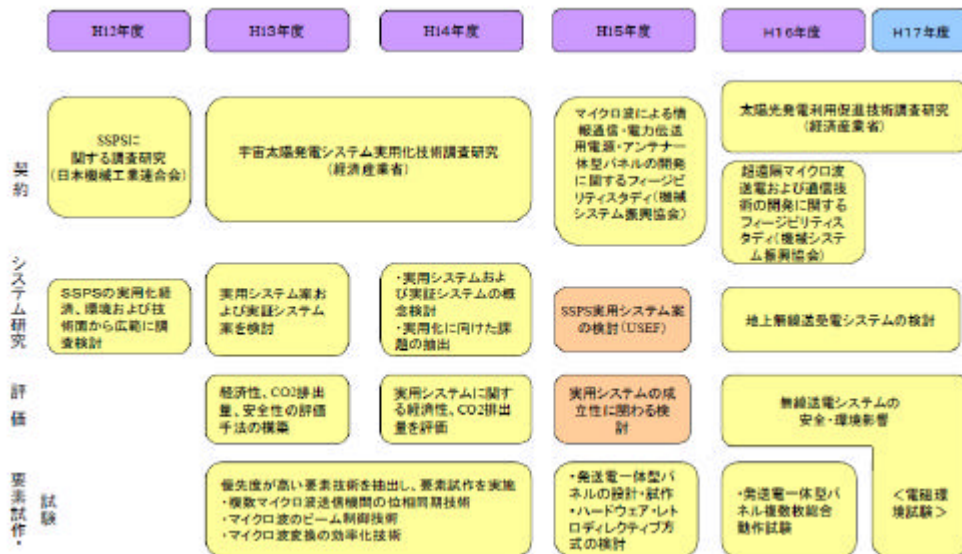 H12年度
H13年度
H14年度
H15年度
H16年度
H17年度
契約
SSPSに
関する調査研究
(日本機械工業連合会)
宇宙太陽発電システム実用化技術調査研究
(経済産業省)
マイクロ波による情
報通信・電力伝送
用電源・アンテナ一
体型パネルの開発
に関するフィージビ
リティスタディ(機械
システム振興協会)
太陽光発電利用促進技術調査研究
(経済産業省)
超遠隔マイクロ波
送電および通信技
術の開発に関する
フィージビリティス
タディ(機械システ
ム振興協会)
システム研究
SSPSの実用化経
済、環境および技
術面から広範に調
査検討
実用システム案お
よび実証システム
案を検討
・実用システムおよ
び実証システムの概
念検討
・実用化に向けた課
題の抽出
SSPS実用システム案
の検討(USEF)
地上無線送受電システムの検討
評価
経済性、CO2排出
量、安全性の評価
手法の構築
実用システムに関す
る経済性、CO2排出
量を評価
実用システムの成
立性に関わる検
討
無線送電システムの
安全・環境影響
要素試作・
試験
優先度が高い要素技術を抽出し、要素試作を実施
・複数マイクロ波送信機間の位相同期技術
・マイクロ波のビーム制御技術
・マイクロ波変換の効率化技術
・発送電一体型パ
ネルの設計・試作
・ハードウェア・レト
ロディレクティブ方
式の検討
・発送電一体型パ
ネル複数枚総合
動作試験
<電磁環
境試験>